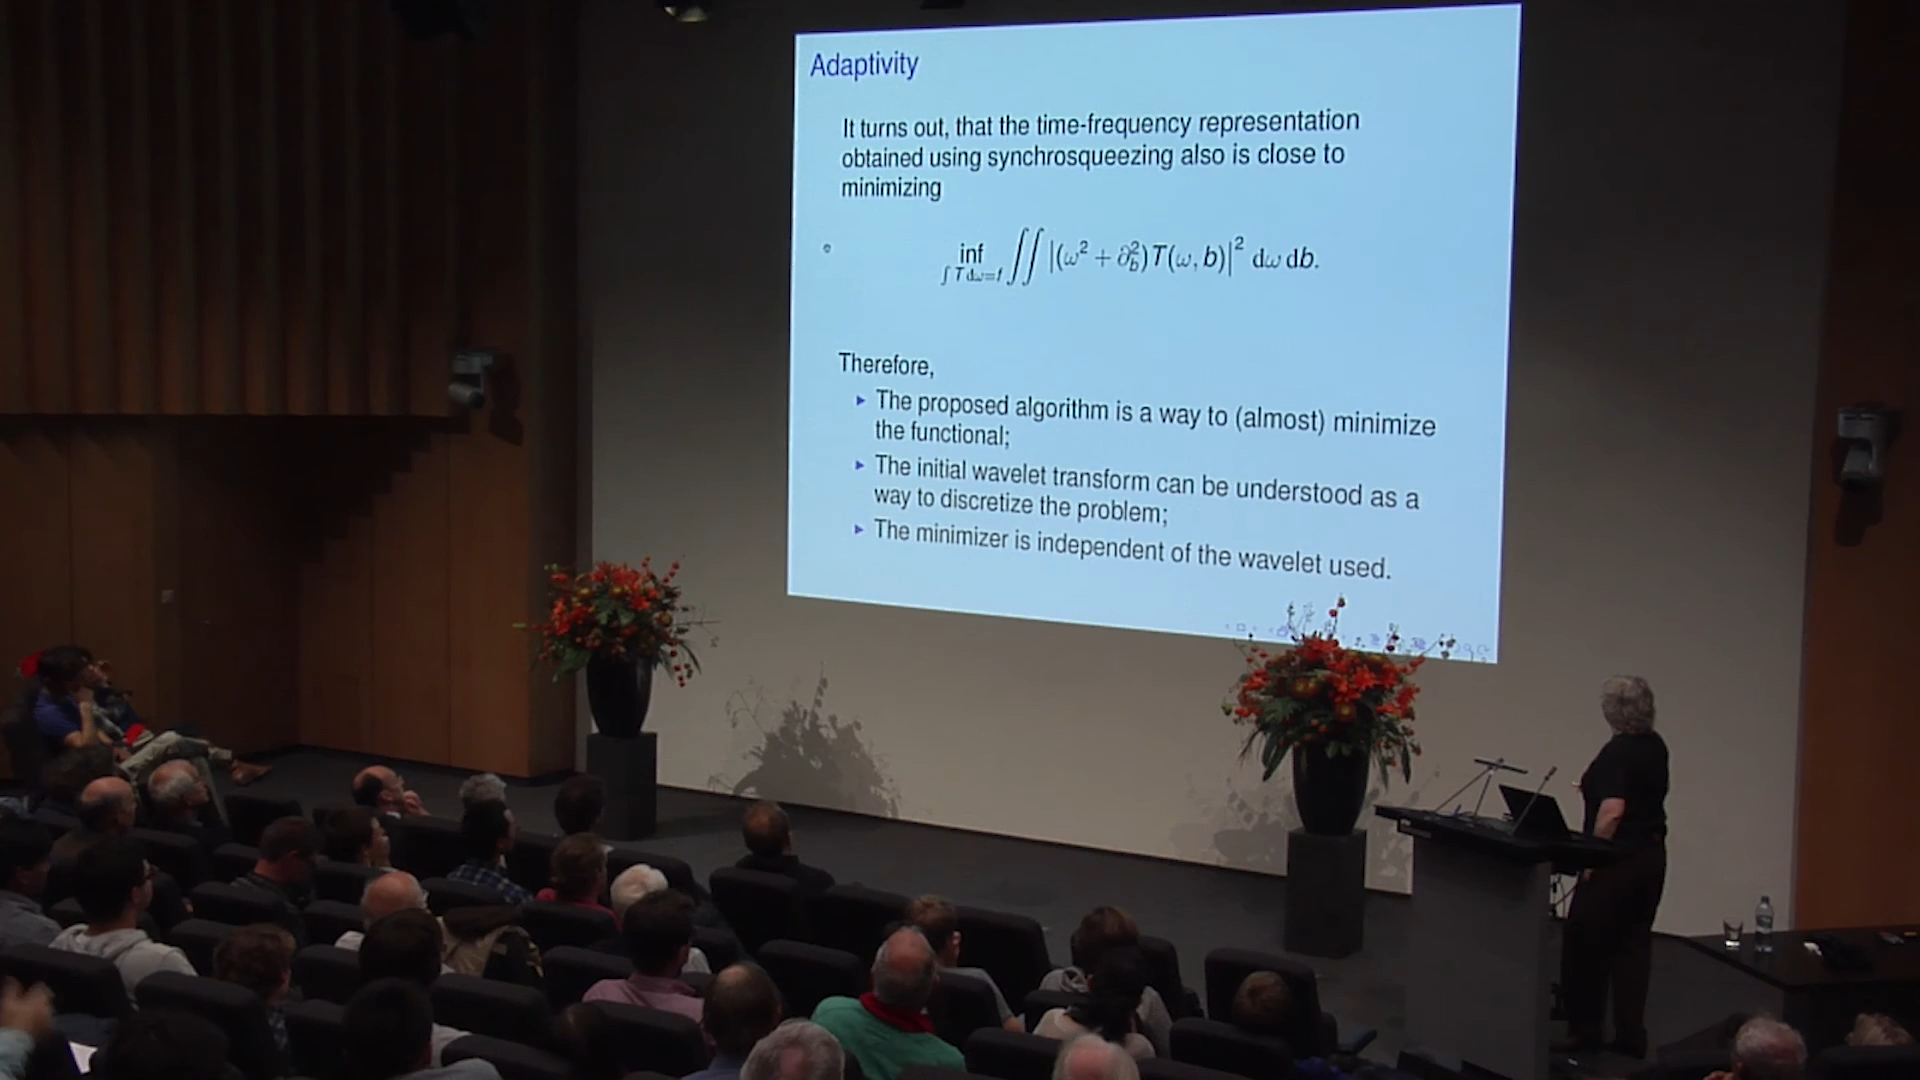 Adaptivity
It turns out, that the time-frequency representation
obtained using synchrosqueezing also is close to
minimizing
inf ∬ |(ω² + ∂²_b)T(ω, b)|² dω db.
∫ T dω=f
Therefore,
▸ The proposed algorithm is a way to (almost) minimize
the functional;
▸ The initial wavelet transform can be understood as a
way to discretize the problem;
▸ The minimizer is independent of the wavelet used.